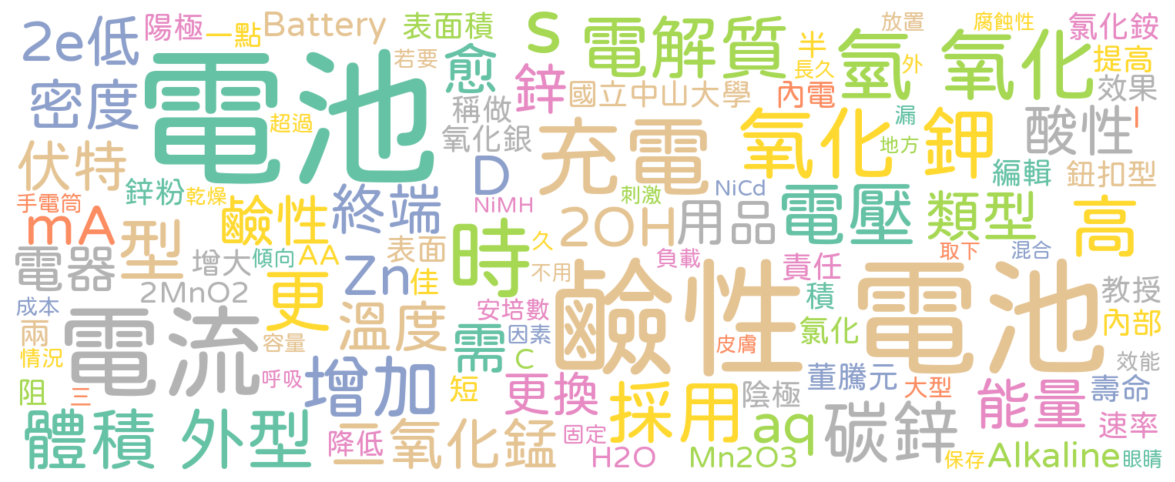 2e低
陽極
一點
Battery
表面積
S
電解質
半
放置
腐蝕性
氯化銨
若要
愈
長久
外
氫
氧化
提高
密度
電池
超過
稱做
鋅
國立中山大學
內電
漏
效果
氧化銀
充電
氧化
鉀
地方
酸性
I
伏特
鋅粉
乾燥
鹼性
終端
D
刺激
NiCd
編輯
鈕扣型
手電筒
mA
型
NiMH
2OH
用品
電壓
類型
高
電器
增大
傾向
AA
表面
時
久
不用
負載
責任
取下
混合
2MnO2
更
Zn
佳
鹼性
電池
積
教授
成本
電流
溫度
安培數
因素
需
C
皮膚
氯化
內部
兩
情況
容量
效能
阻
三
呼吸
增加
短
更換
採用
陰極
董騰元
大型
能量
壽命
體積
外型
降低
二氧化錳
固定
H2O
aq
Mn2O3
碳鋅
保存
Alkaline
速率
眼睛